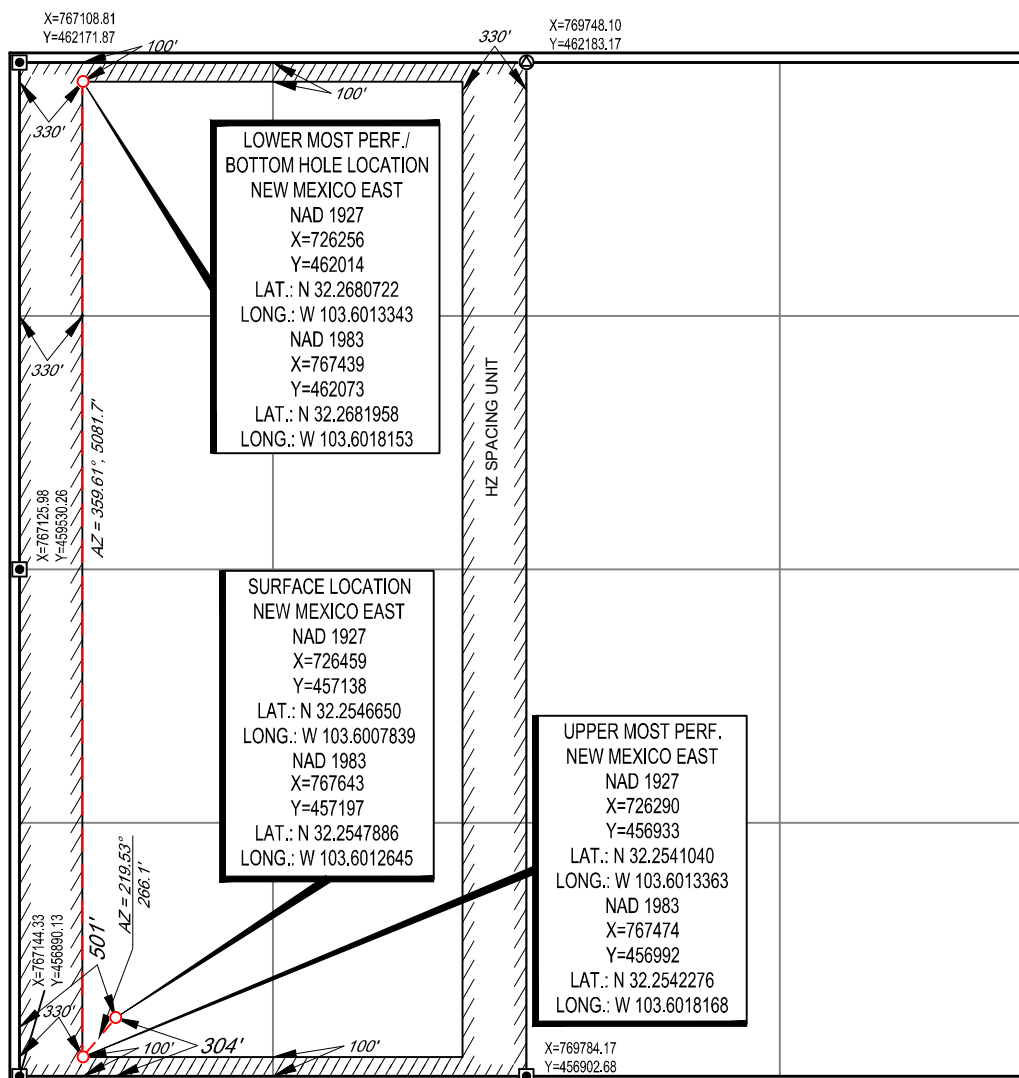 X=767108.81
Y=462171.87
100'
330'
X=769748.10
Y=462183.17
100'
330'
LOWER MOST PERF./
BOTTOM HOLE LOCATION
NEW MEXICO EAST
NAD 1927
X=726256
Y=462014
LAT.: N 32.2680722
LONG.: W 103.6013343
NAD 1983
X=767439
Y=462073
LAT.: N 32.2681958
LONG.: W 103.6018153
330'
HZ SPACING UNIT
AZ = 359.61°, 5081.7'
X=767125.98
Y=459530.26
SURFACE LOCATION
NEW MEXICO EAST
NAD 1927
X=726459
Y=457138
LAT.: N 32.2546650
LONG.: W 103.6007839
NAD 1983
X=767643
Y=457197
LAT.: N 32.2547886
LONG.: W 103.6012645
UPPER MOST PERF.
NEW MEXICO EAST
NAD 1927
X=726290
Y=456933
LAT.: N 32.2541040
LONG.: W 103.6013363
NAD 1983
X=767474
Y=456992
LAT.: N 32.2542276
LONG.: W 103.6018168
AZ = 219.53°
266.1'
501'
X=767144.33
Y=456890.13
330'
100'
304'
100'
X=769784.17
Y=456902.68